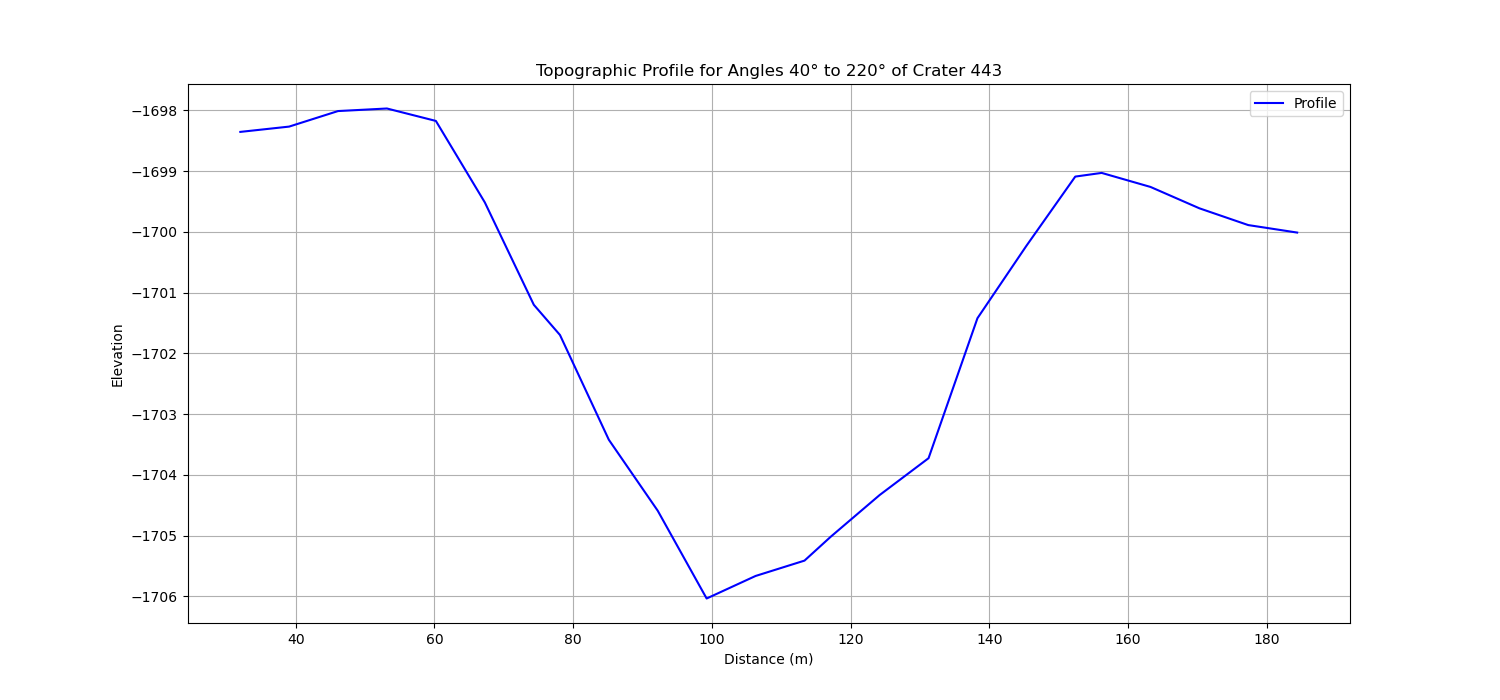 Topographic Profile for Angles 40° to 220° of Crater 443
Profile
−1698
−1699
−1700
−1701
−1702
−1703
−1704
−1705
−1706
Elevation
40 60 80 100 120 140 160 180
Distance (m)